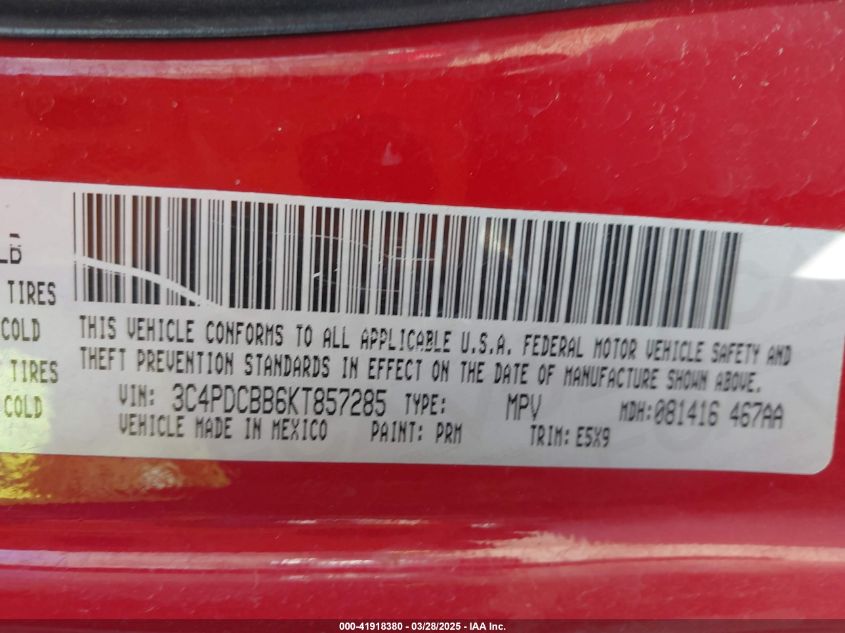 LB
TIRES
COLD
TIRES
COLD
THIS VEHICLE CONFORMS TO ALL APPLICABLE U.S.A. FEDERAL MOTOR VEHICLE SAFETY AND
THEFT PREVENTION STANDARDS IN EFFECT ON THE DATE OF MANUFACTURE SHOWN ABOVE.
VIN: 3C4PDCBB6KT857285 TYPE: MPV MDH:081416 467AA
VEHICLE MADE IN MEXICO PAINT: PRM TRIM: E5X9
000-41918380 - 03/28/2025 - IAA Inc.